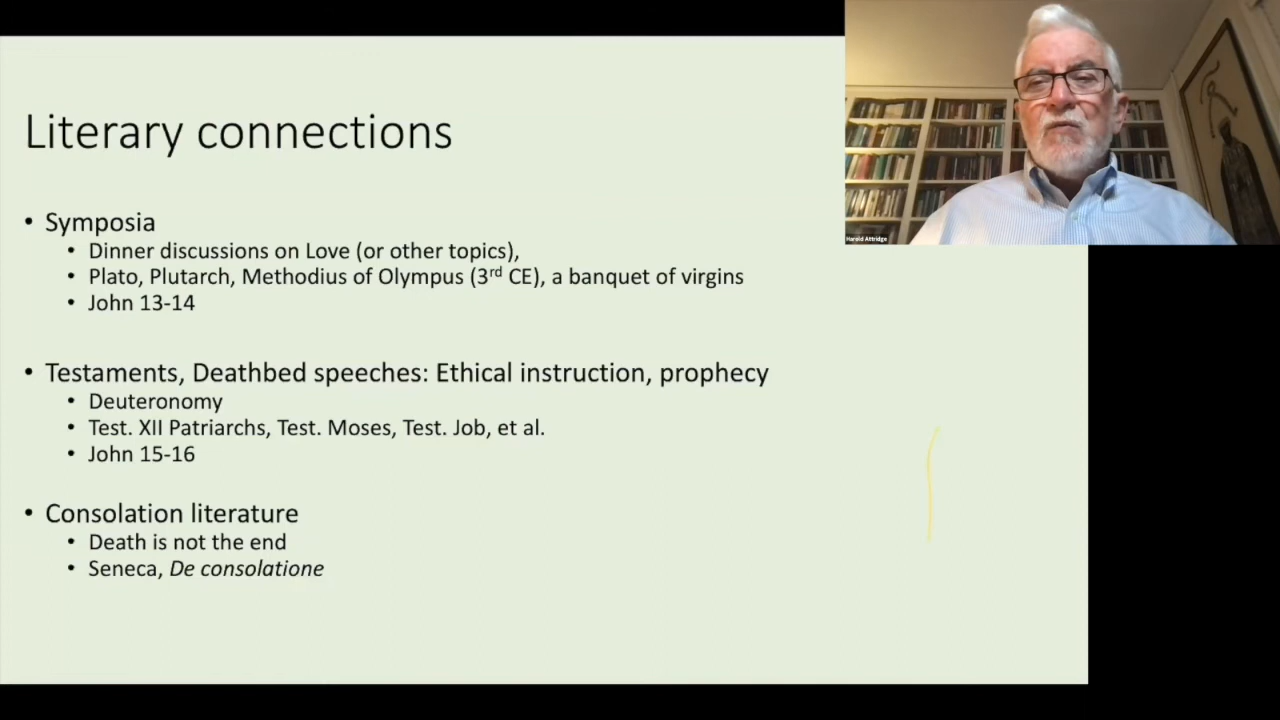 Literary connections
• Symposia
• Dinner discussions on Love (or other topics),
• Plato, Plutarch, Methodius of Olympus (3rd CE), a banquet of virgins
• John 13-14
• Testaments, Deathbed speeches: Ethical instruction, prophecy
• Deuteronomy
• Test. XII Patriarchs, Test. Moses, Test. Job, et al.
• John 15-16
• Consolation literature
• Death is not the end
• Seneca, De consolatione
Harold Attridge